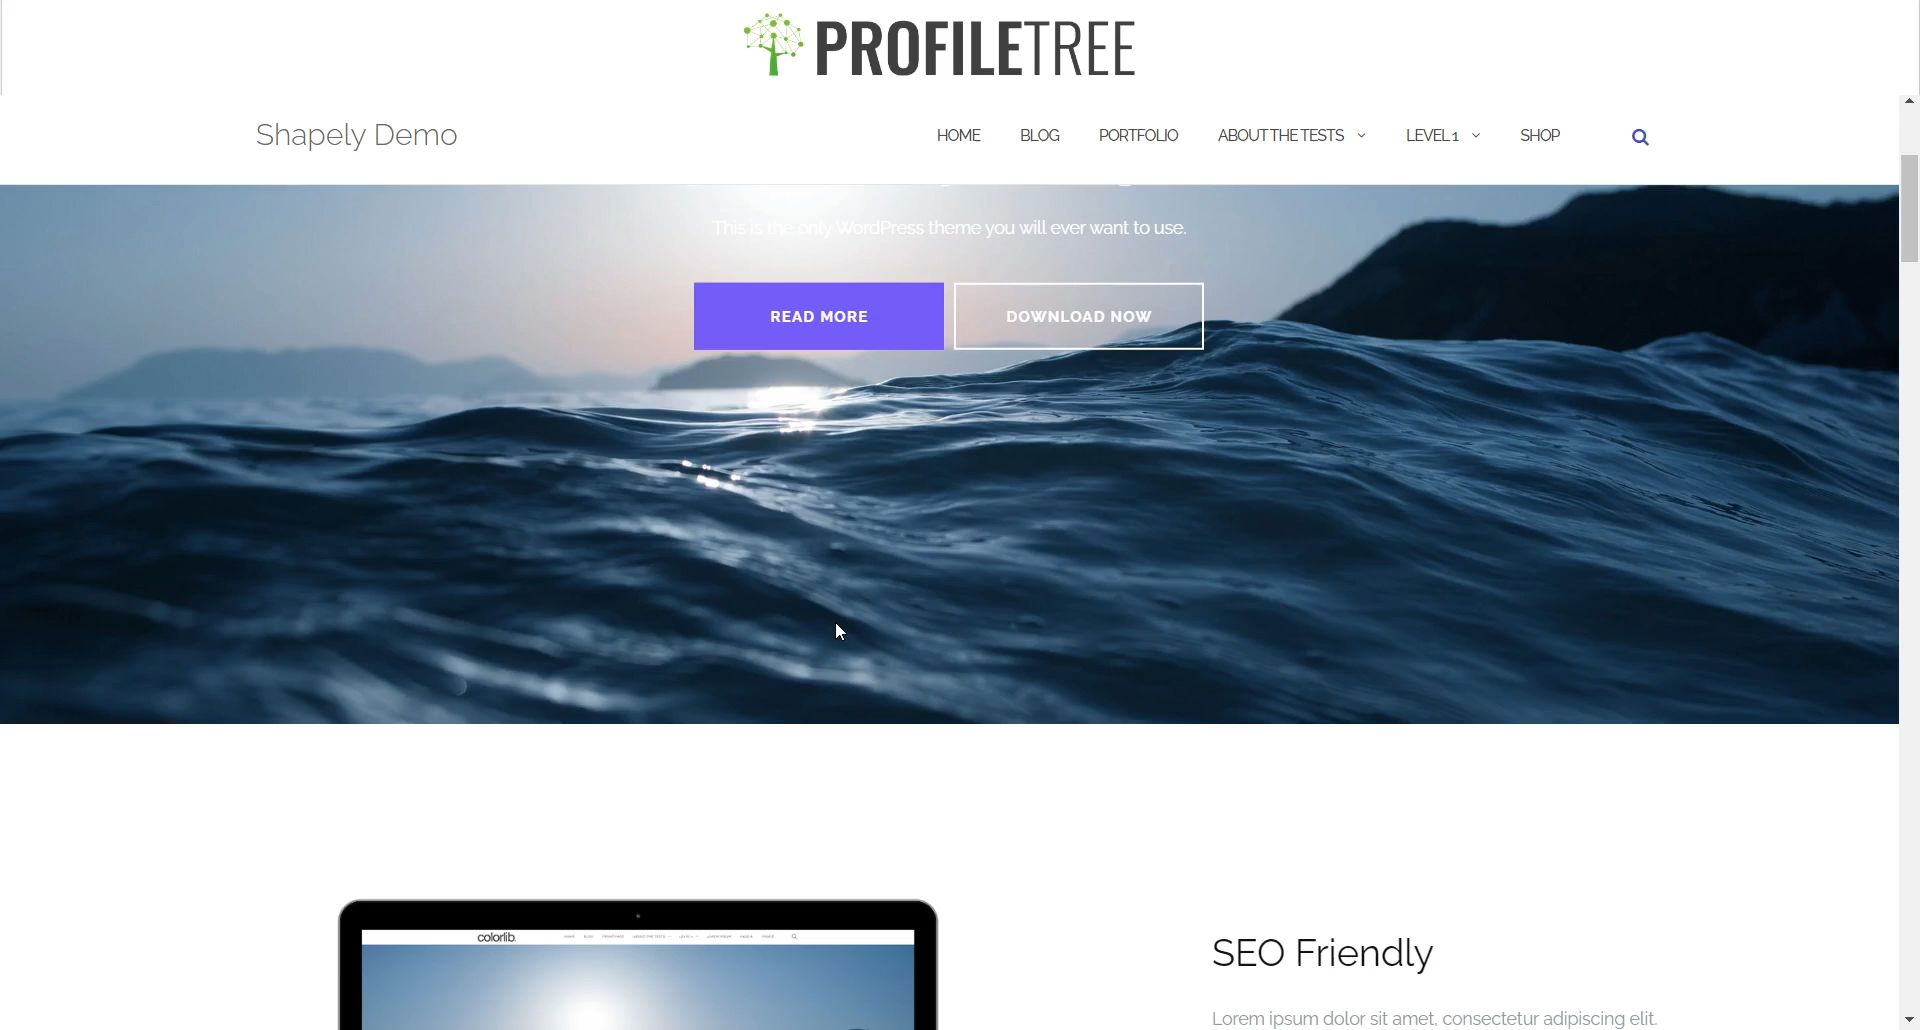 PROFILETREE
Shapely Demo
HOME BLOG PORTFOLIO ABOUT THE TESTS LEVEL 1 SHOP
This is the only WordPress theme you will ever want to use.
READ MORE DOWNLOAD NOW
colorlib.
SEO Friendly
Lorem ipsum dolor sit amet, consectetur adipiscing elit.